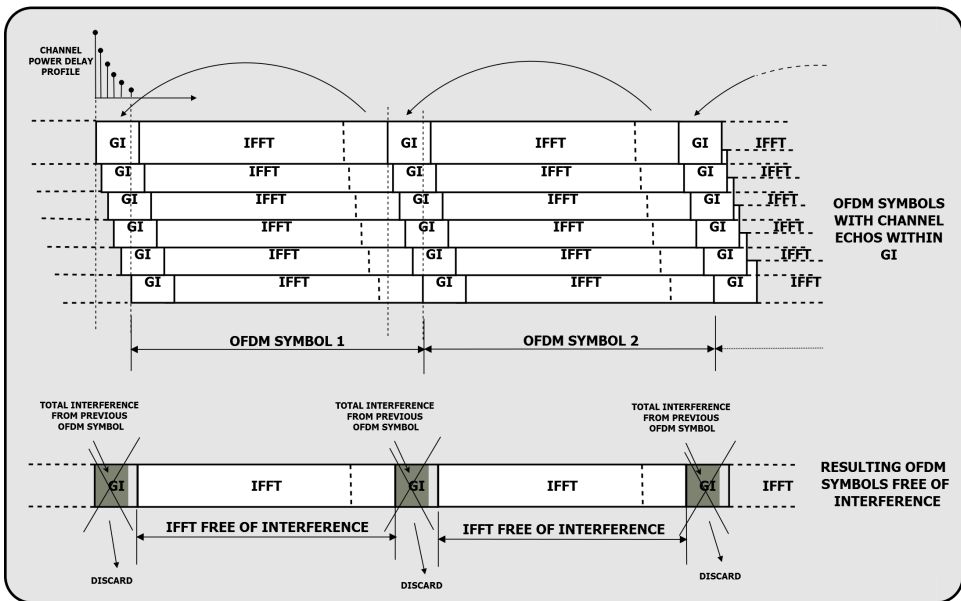 CHANNEL
POWER DELAY
PROFILE
GI IFFT GI IFFT GI IFFT
GI IFFT GI IFFT GI IFFT
GI IFFT GI IFFT GI IFFT
GI IFFT GI IFFT GI IFFT
GI IFFT GI IFFT GI IFFT
GI IFFT GI IFFT GI IFFT
OFDM SYMBOLS
WITH CHANNEL
ECHOS WITHIN
GI
OFDM SYMBOL 1 OFDM SYMBOL 2
TOTAL INTERFERENCE
FROM PREVIOUS
OFDM SYMBOL
TOTAL INTERFERENCE
FROM PREVIOUS
OFDM SYMBOL
TOTAL INTERFERENCE
FROM PREVIOUS
OFDM SYMBOL
GI IFFT GI IFFT GI IFFT
RESULTING OFDM
SYMBOLS FREE OF
INTERFERENCE
IFFT FREE OF INTERFERENCE IFFT FREE OF INTERFERENCE
DISCARD DISCARD DISCARD